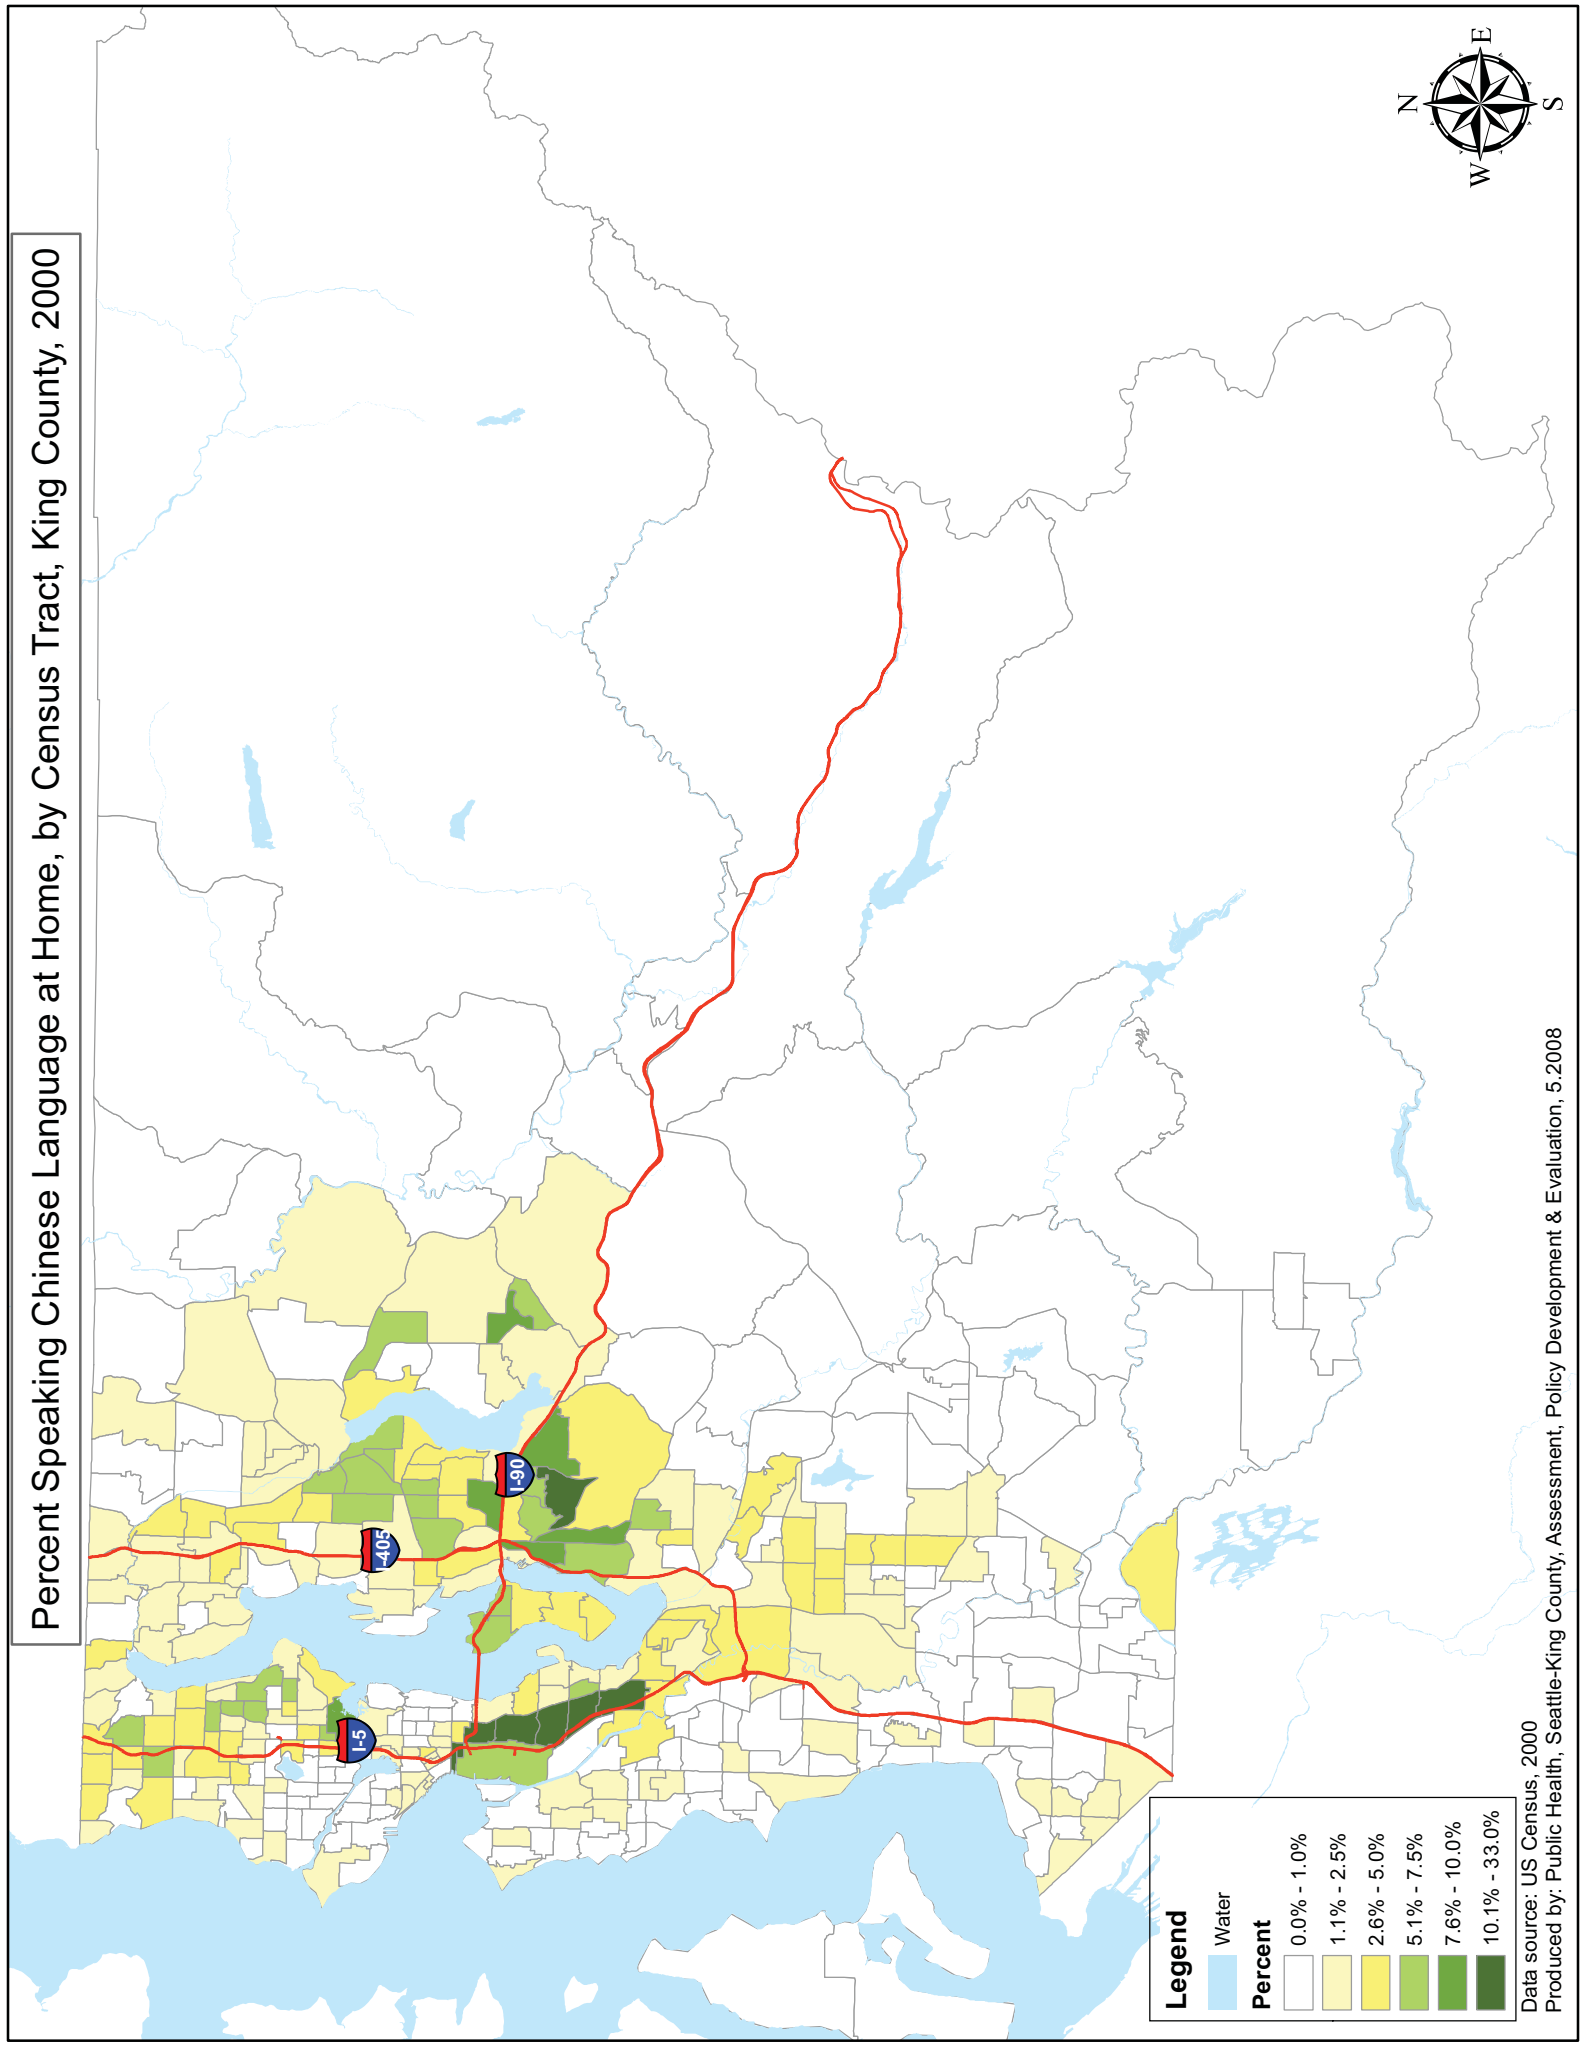 Percent Speaking Chinese Language at Home, by Census Tract, King County, 2000
N
W
E
S
I-405
I-90
I-5
Legend
Water
Percent
0.0% - 1.0%
1.1% - 2.5%
2.6% - 5.0%
5.1% - 7.5%
7.6% - 10.0%
10.1% - 33.0%
Data source: US Census, 2000
Produced by: Public Health, Seattle-King County, Assessment, Policy Development & Evaluation, 5.2008